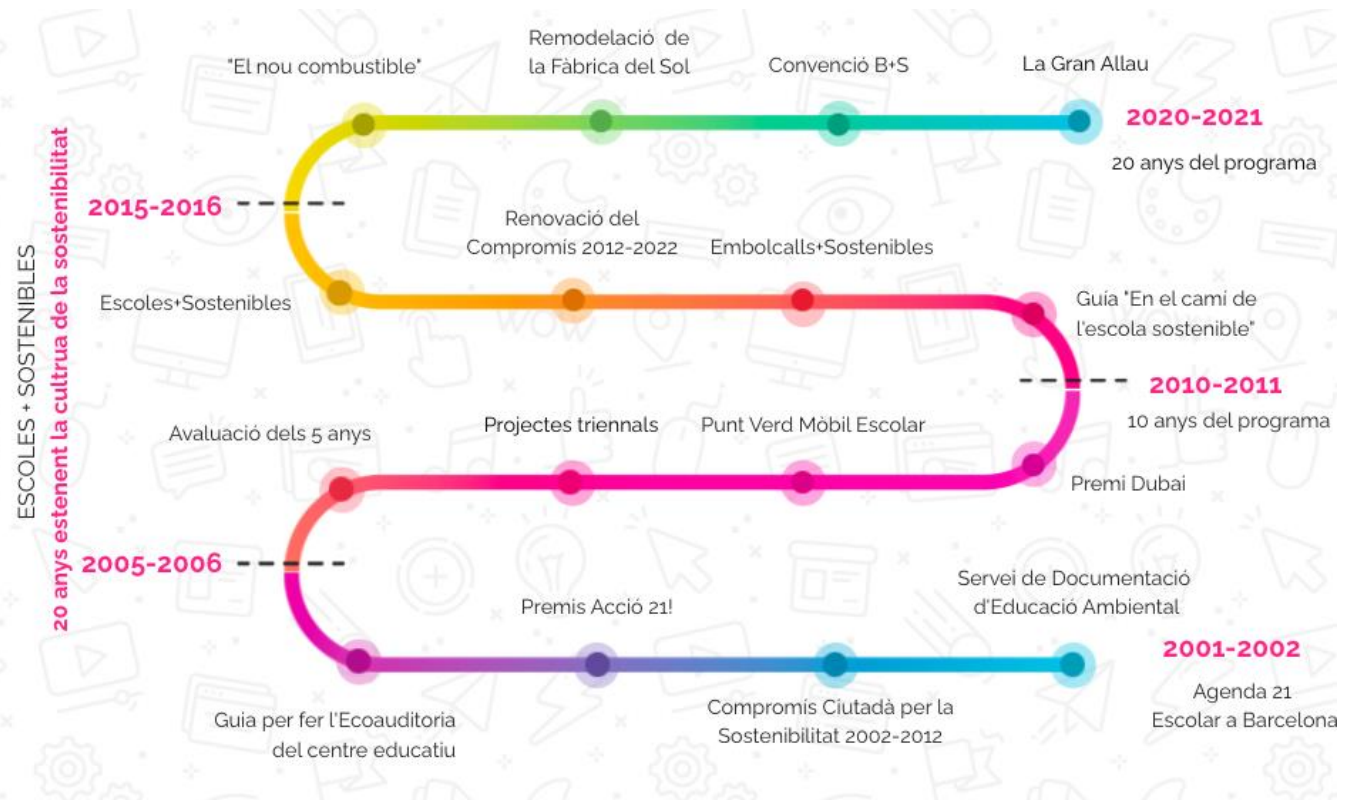 ESCOLES + SOSTENIBLES
20 anys estenent la cultrua de la sostenibilitat
"El nou combustible"
Remodelació de
la Fàbrica del Sol
Convenció B+S
La Gran Allau
2020-2021
20 anys del programa
2015-2016
Renovació del
Compromís 2012-2022
Embolcalls+Sostenibles
Escoles+Sostenibles
Guía "En el camí de
l'escola sostenible"
2010-2011
10 anys del programa
Avaluació dels 5 anys
Projectes triennals
Punt Verd Mòbil Escolar
Premi Dubai
2005-2006
Premis Acció 21!
Servei de Documentació
d'Educació Ambiental
2001-2002
Agenda 21
Escolar a Barcelona
Guia per fer l'Ecoauditoria
del centre educatiu
Compromís Ciutadà per la
Sostenibilitat 2002-2012